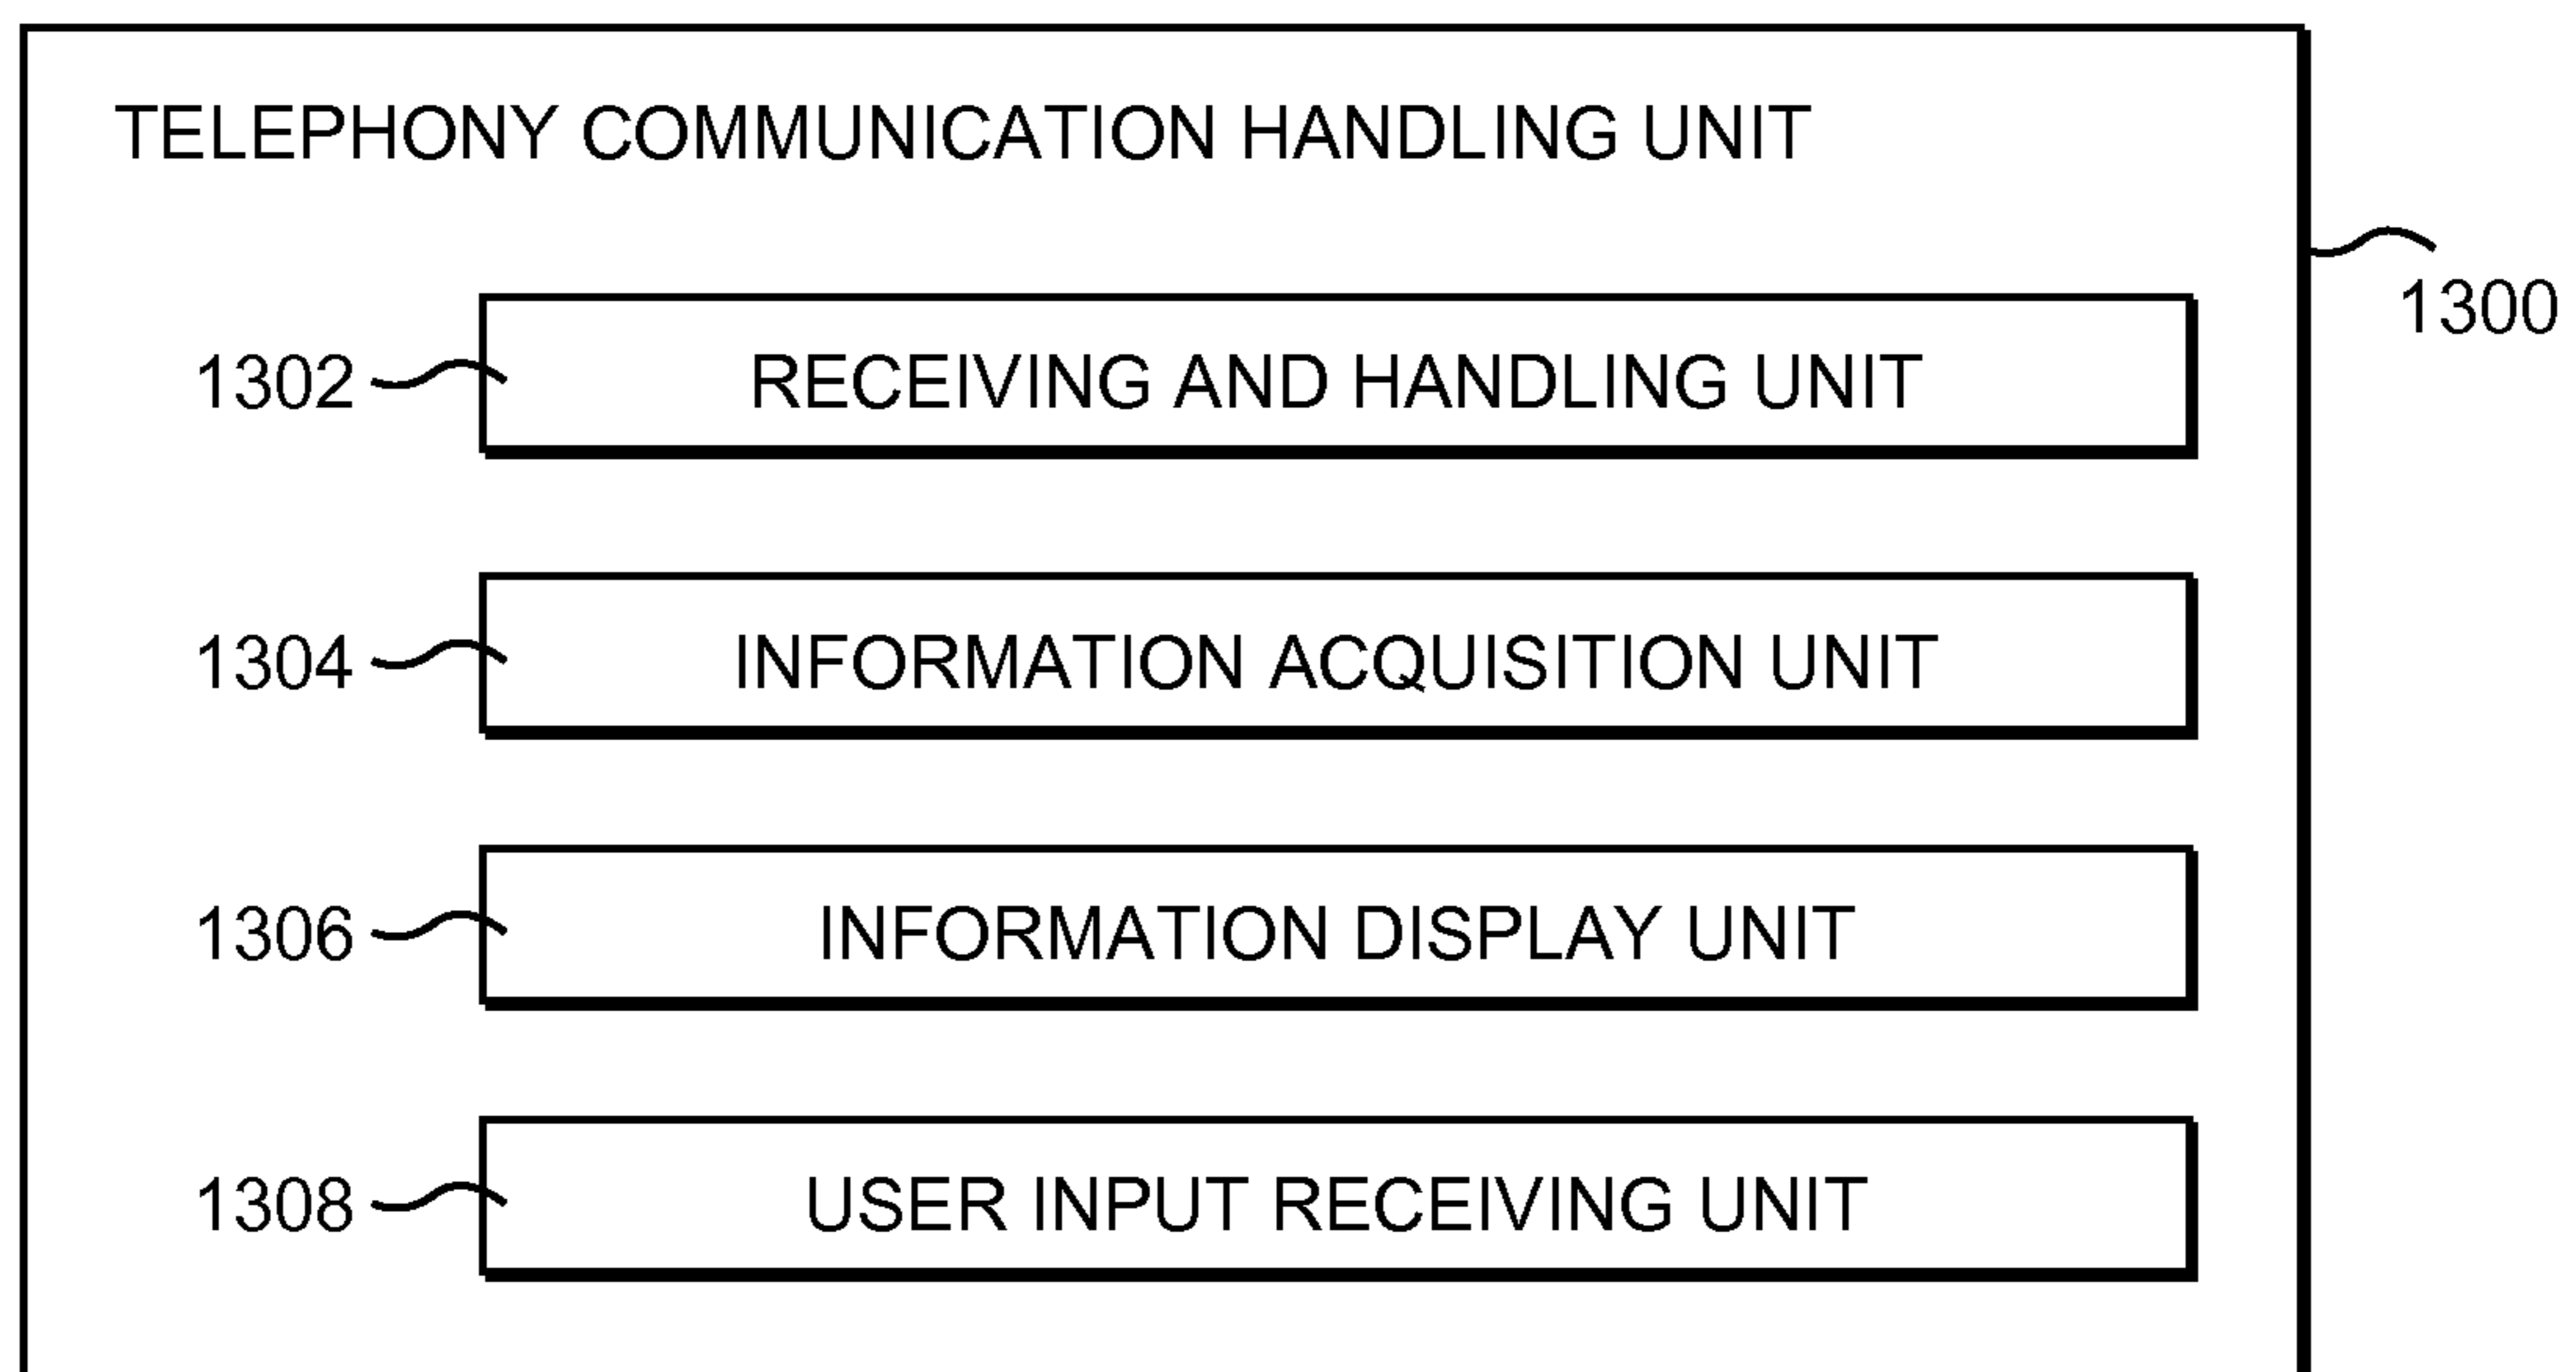 TELEPHONY COMMUNICATION HANDLING UNIT
1300
1302 RECEIVING AND HANDLING UNIT
1304 INFORMATION ACQUISITION UNIT
1306 INFORMATION DISPLAY UNIT
1308 USER INPUT RECEIVING UNIT